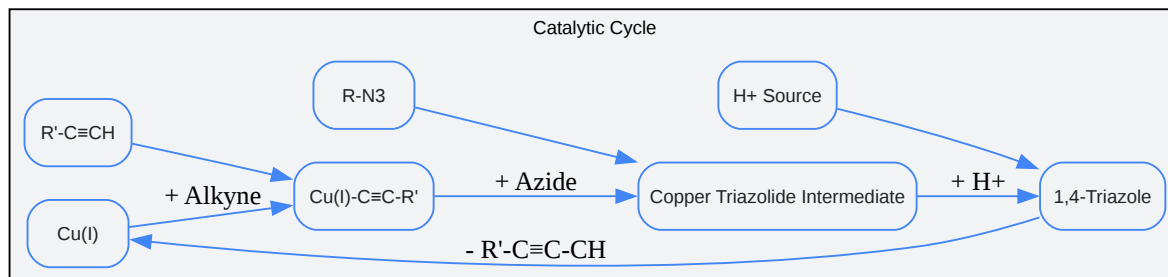 Catalytic Cycle
R-N3
H+ Source
R'-C≡CH
+ Alkyne
Cu(I)-C≡C-R'
+ Azide
Copper Triazolide Intermediate
+ H+
1,4-Triazole
Cu(I)
- R'-C≡C-CH